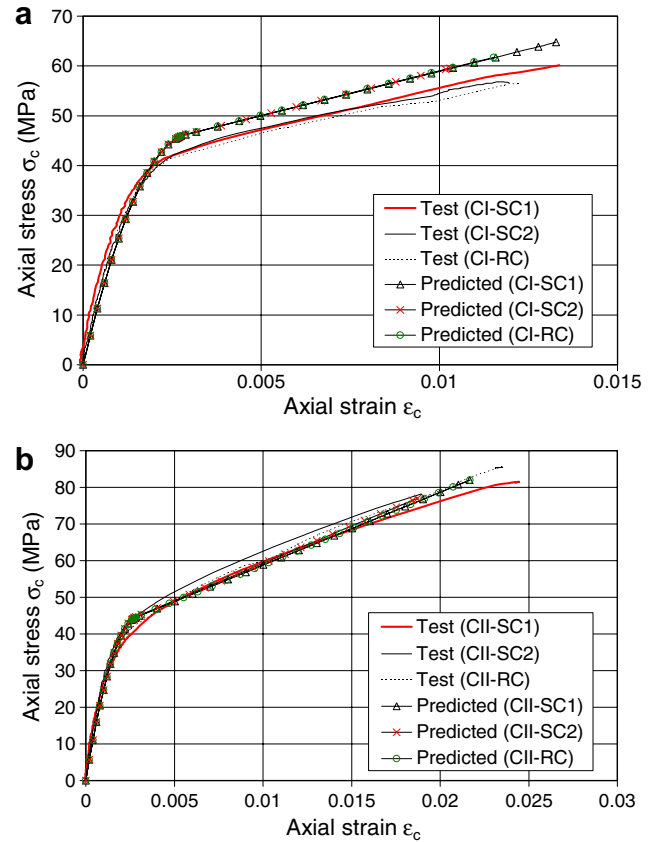 a
70
60
50
40
30
20
10
0
0
0.005
0.01
0.015
Axial stress σc (MPa)
Axial strain εc
Test (CI-SC1)
Test (CI-SC2)
Test (CI-RC)
Predicted (CI-SC1)
Predicted (CI-SC2)
Predicted (CI-RC)
b
90
80
70
60
50
40
30
20
10
0
0
0.005
0.01
0.015
0.02
0.025
0.03
Axial stress σc (MPa)
Axial strain εc
Test (CII-SC1)
Test (CII-SC2)
Test (CII-RC)
Predicted (CII-SC1)
Predicted (CII-SC2)
Predicted (CII-RC)